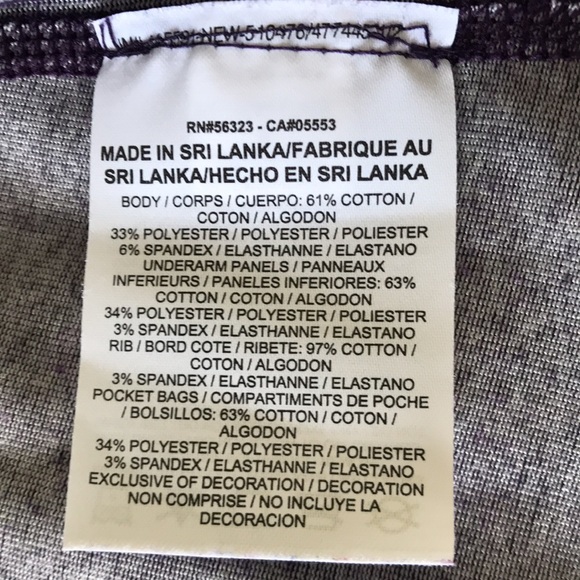 RN#56323 - CA#05553
MADE IN SRI LANKA/FABRIQUE AU
SRI LANKA/HECHO EN SRI LANKA
BODY / CORPS / CUERPO: 61% COTTON /
COTON / ALGODON
33% POLYESTER / POLYESTER / POLIESTER
6% SPANDEX / ELASTHANNE / ELASTANO
UNDERARM PANELS / PANNEAUX
INFERIEURS / PANELES INFERIORES: 63%
COTTON / COTON / ALGODON
34% POLYESTER / POLYESTER / POLIESTER
3% SPANDEX / ELASTHANNE / ELASTANO
RIB / BORD COTE / RIBETE: 97% COTTON /
COTON / ALGODON
3% SPANDEX / ELASTHANNE / ELASTANO
POCKET BAGS / COMPARTIMENTS DE POCHE
/ BOLSILLOS: 63% COTTON / COTON /
ALGODON
34% POLYESTER / POLYESTER / POLIESTER
3% SPANDEX / ELASTHANNE / ELASTANO
EXCLUSIVE OF DECORATION / DECORATION
NON COMPRISE / NO INCLUYE LA
DECORACION